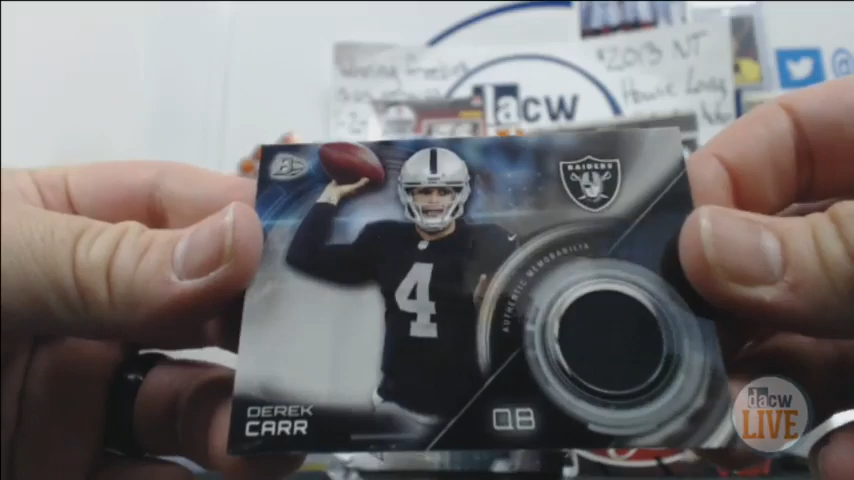 $2013 NT
dacw
RAIDERS
AUTHENTIC MEMORABILIA
4
DEREK
CARR
QB
dacw
LIVE